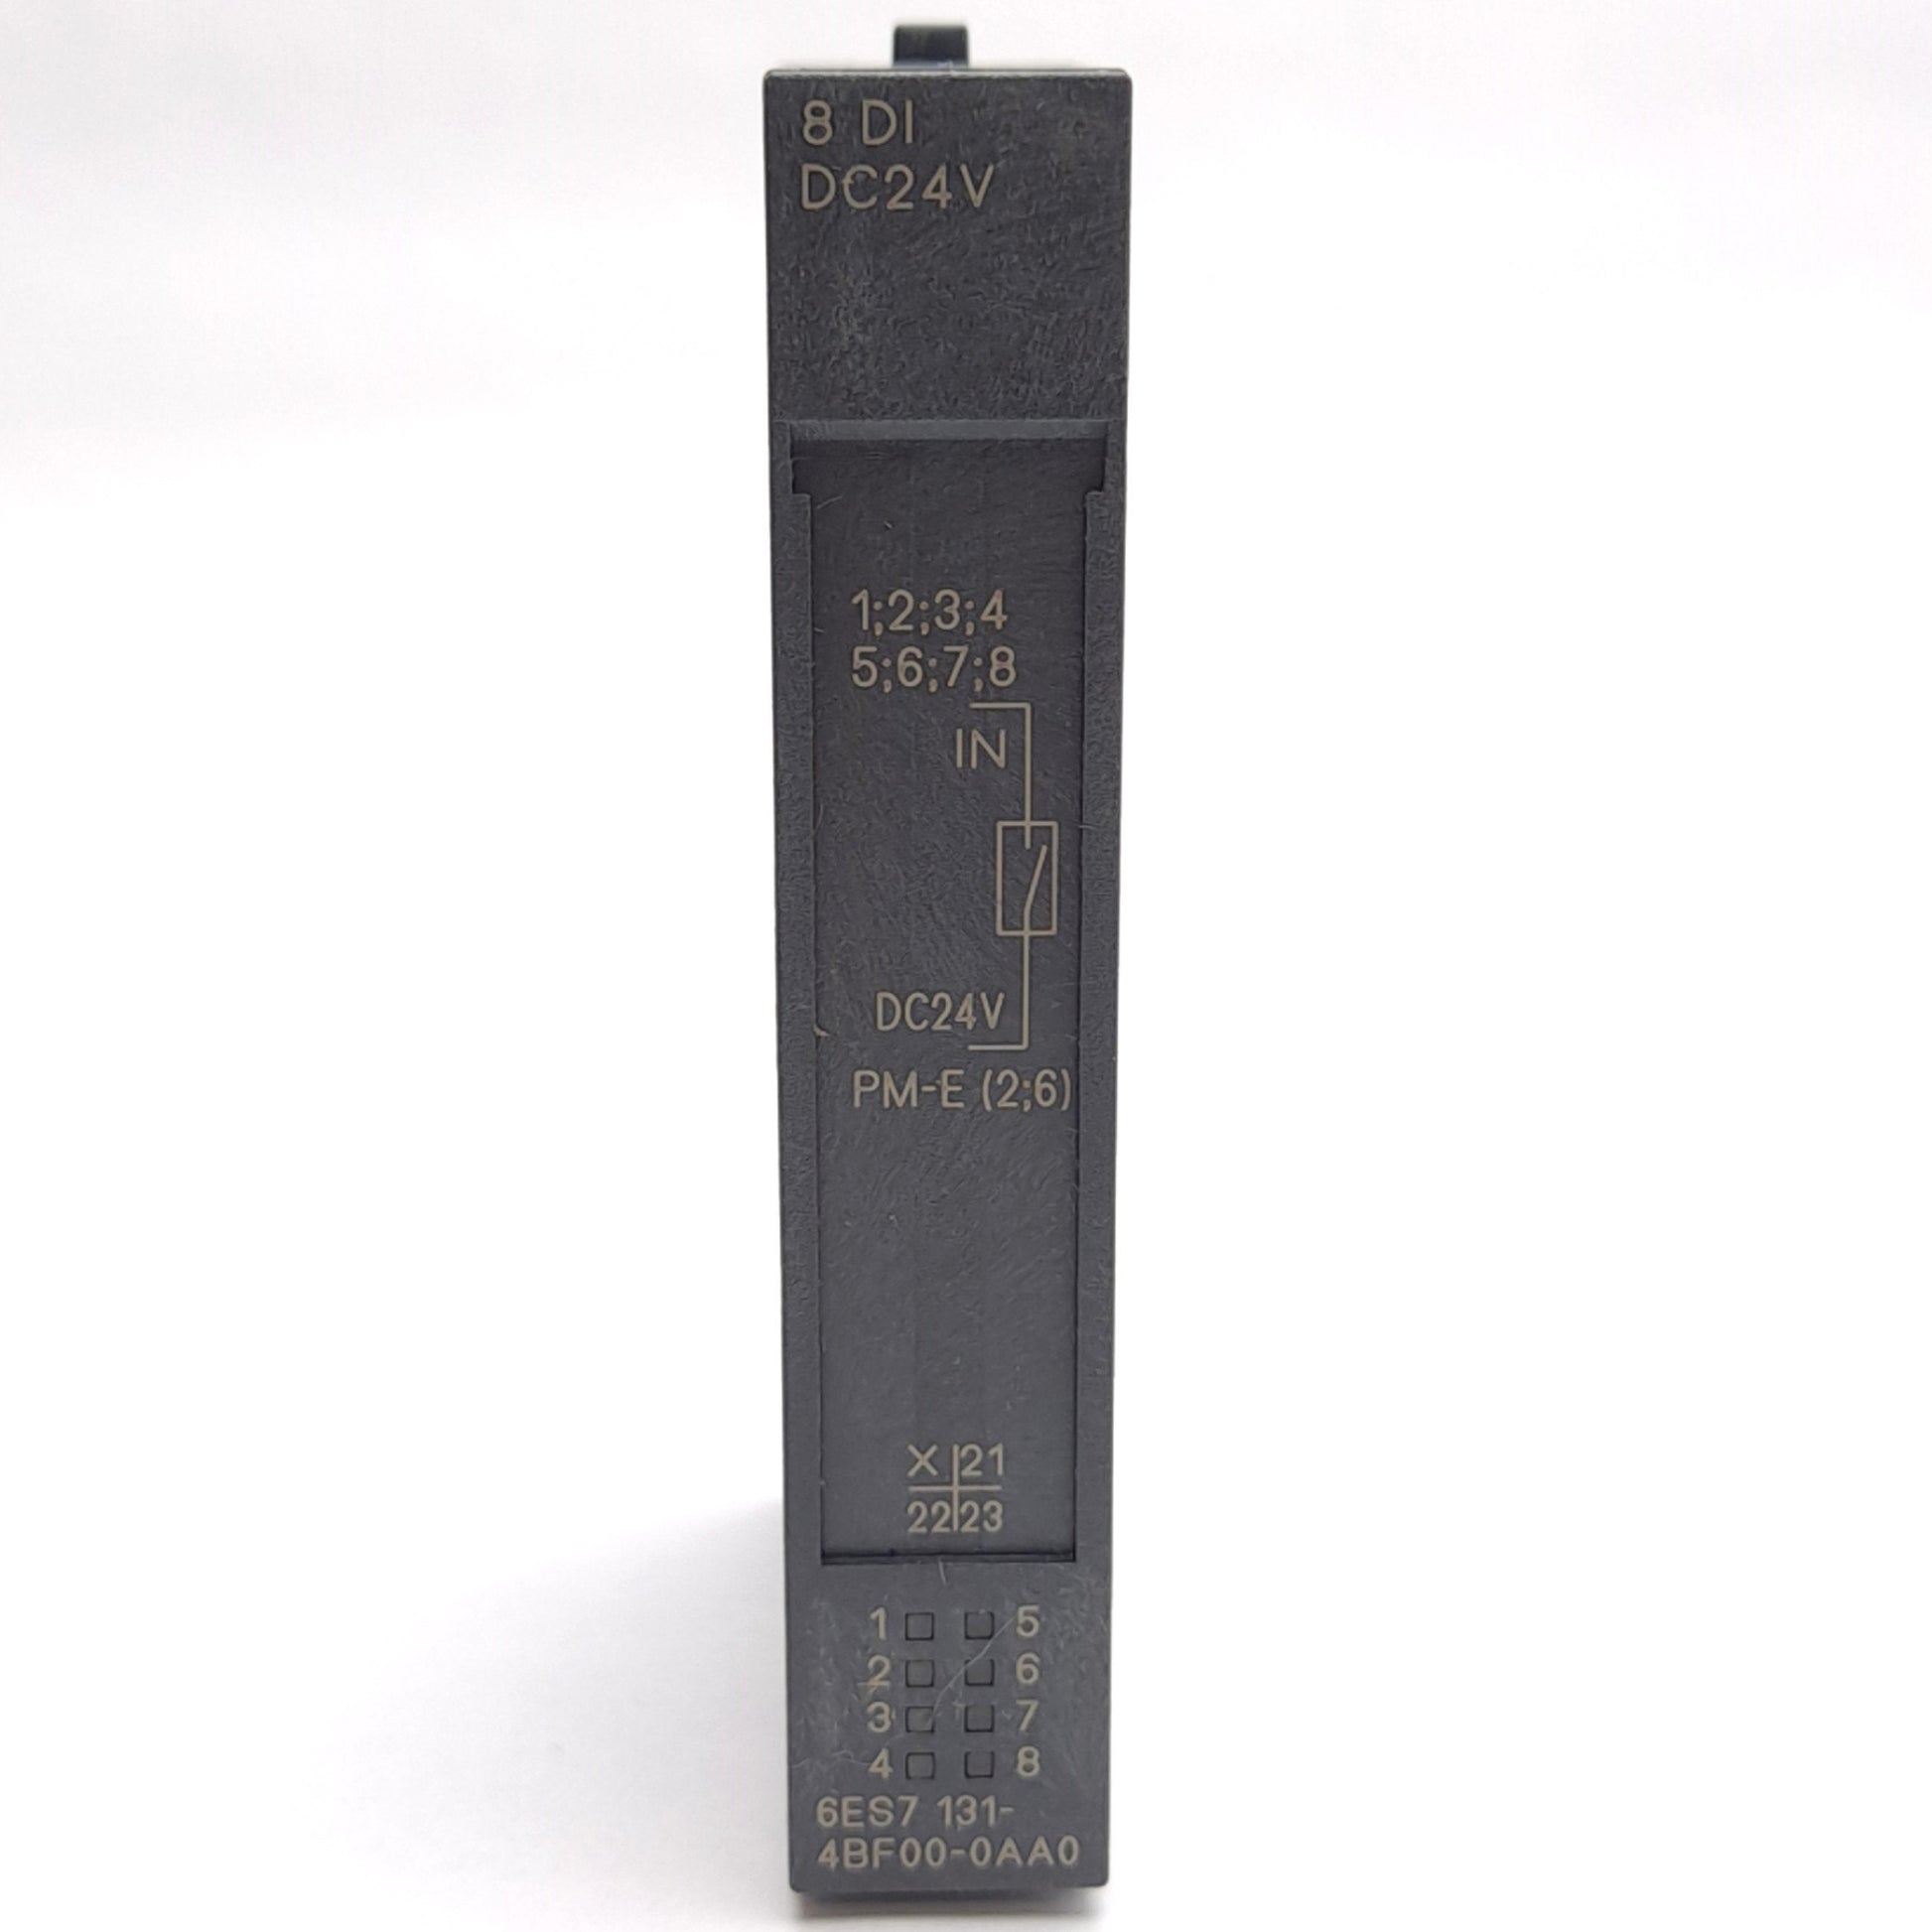 8 DI
DC24V
1;2;3;4
5;6;7;8
IN
DC24V
PM-E (2;6)
X 21
22 23
1 5
2 6
3 7
4 8
6ES7 131-
4BF00-0AA0